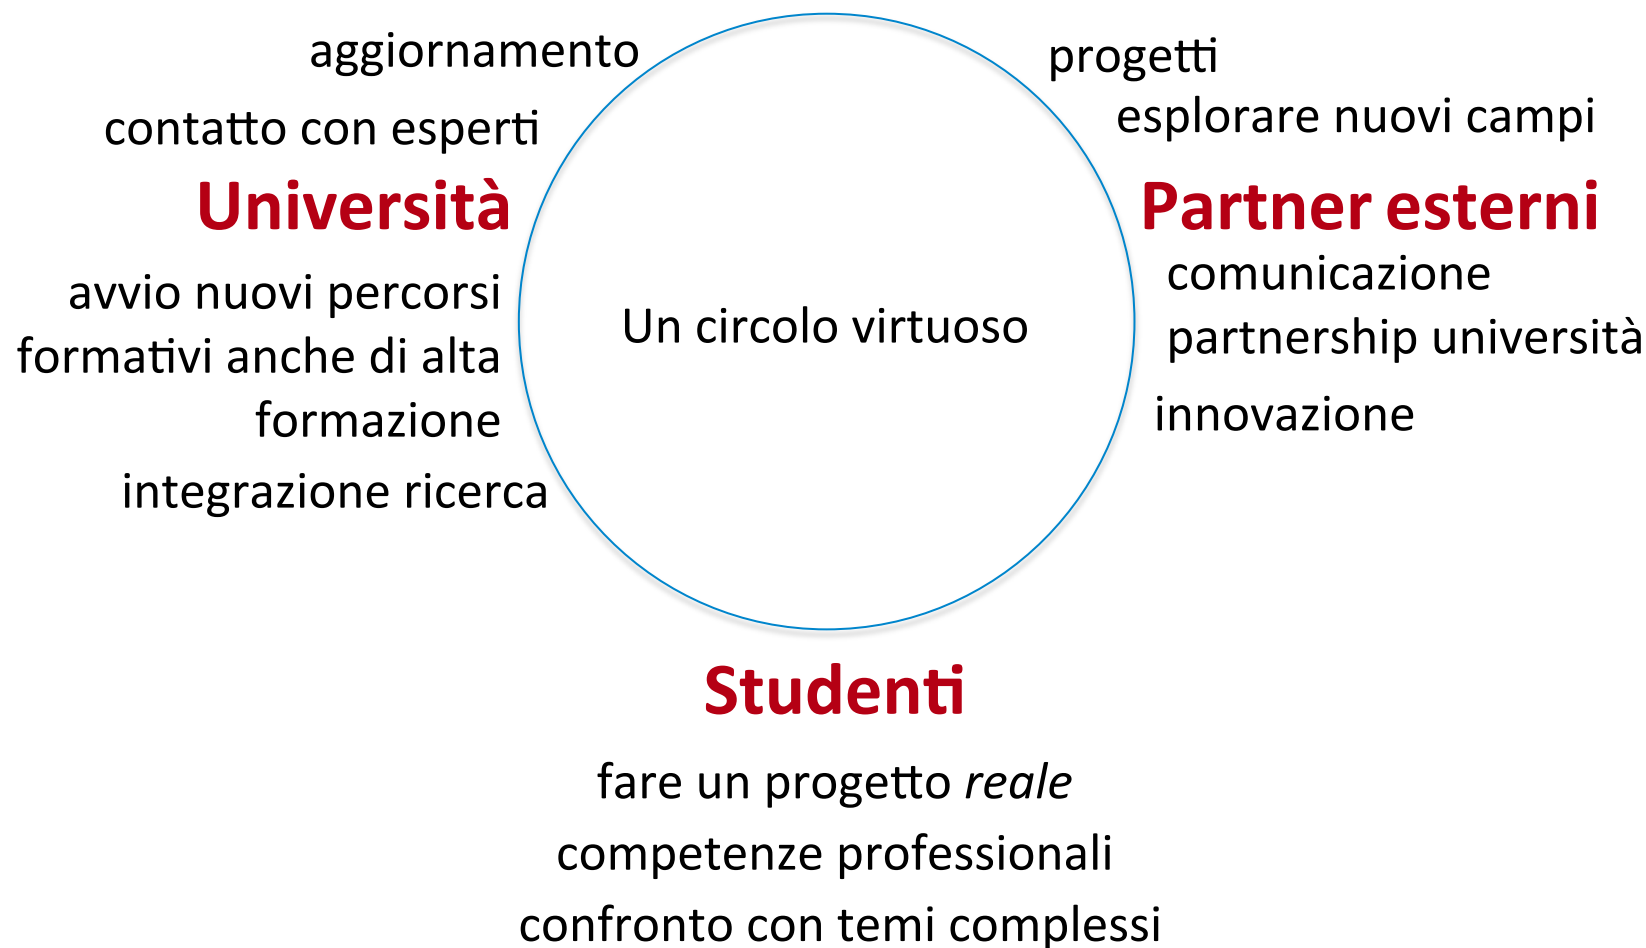 aggiornamento
contatto con esperti
Università
avvio nuovi percorsi
formativi anche di alta
formazione
integrazione ricerca
Un circolo virtuoso
progetti
esplorare nuovi campi
Partner esterni
comunicazione
partnership università
innovazione
Studenti
fare un progetto reale
competenze professionali
confronto con temi complessi